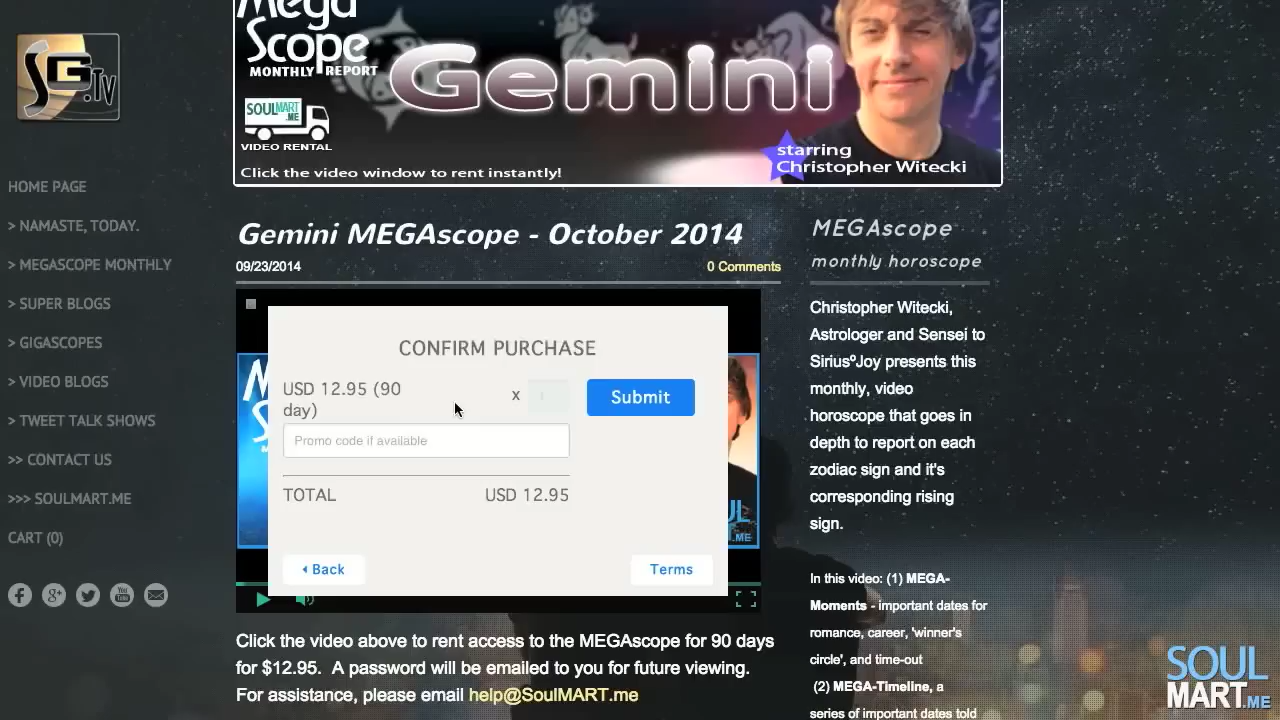 Mega
Scope
MONTHLY REPORT
Gemini
SOULMART
.ME
VIDEO RENTAL
starring
Christopher Witecki
Click the video window to rent instantly!
SG.Tv
HOME PAGE
> NAMASTE, TODAY.
> MEGASCOPE MONTHLY
> SUPER BLOGS
> GIGASCOPES
> VIDEO BLOGS
> TWEET TALK SHOWS
>> CONTACT US
>>> SOULMART.ME
CART (0)
Gemini MEGAscope - October 2014
09/23/2014
0 Comments
CONFIRM PURCHASE
USD 12.95 (90
day)
x
Submit
Promo code if available
TOTAL
USD 12.95
Back
Terms
Click the video above to rent access to the MEGAscope for 90 days
for $12.95. A password will be emailed to you for future viewing.
For assistance, please email help@SoulMART.me
MEGAscope
monthly horoscope
Christopher Witecki,
Astrologer and Sensei to
SiriusºJoy presents this
monthly, video
horoscope that goes in
depth to report on each
zodiac sign and it's
corresponding rising
sign.
In this video: (1) MEGA-
Moments - important dates for
romance, career, 'winner's
circle', and time-out
(2) MEGA-Timeline, a
series of important dates told
SOUL
MART.ME